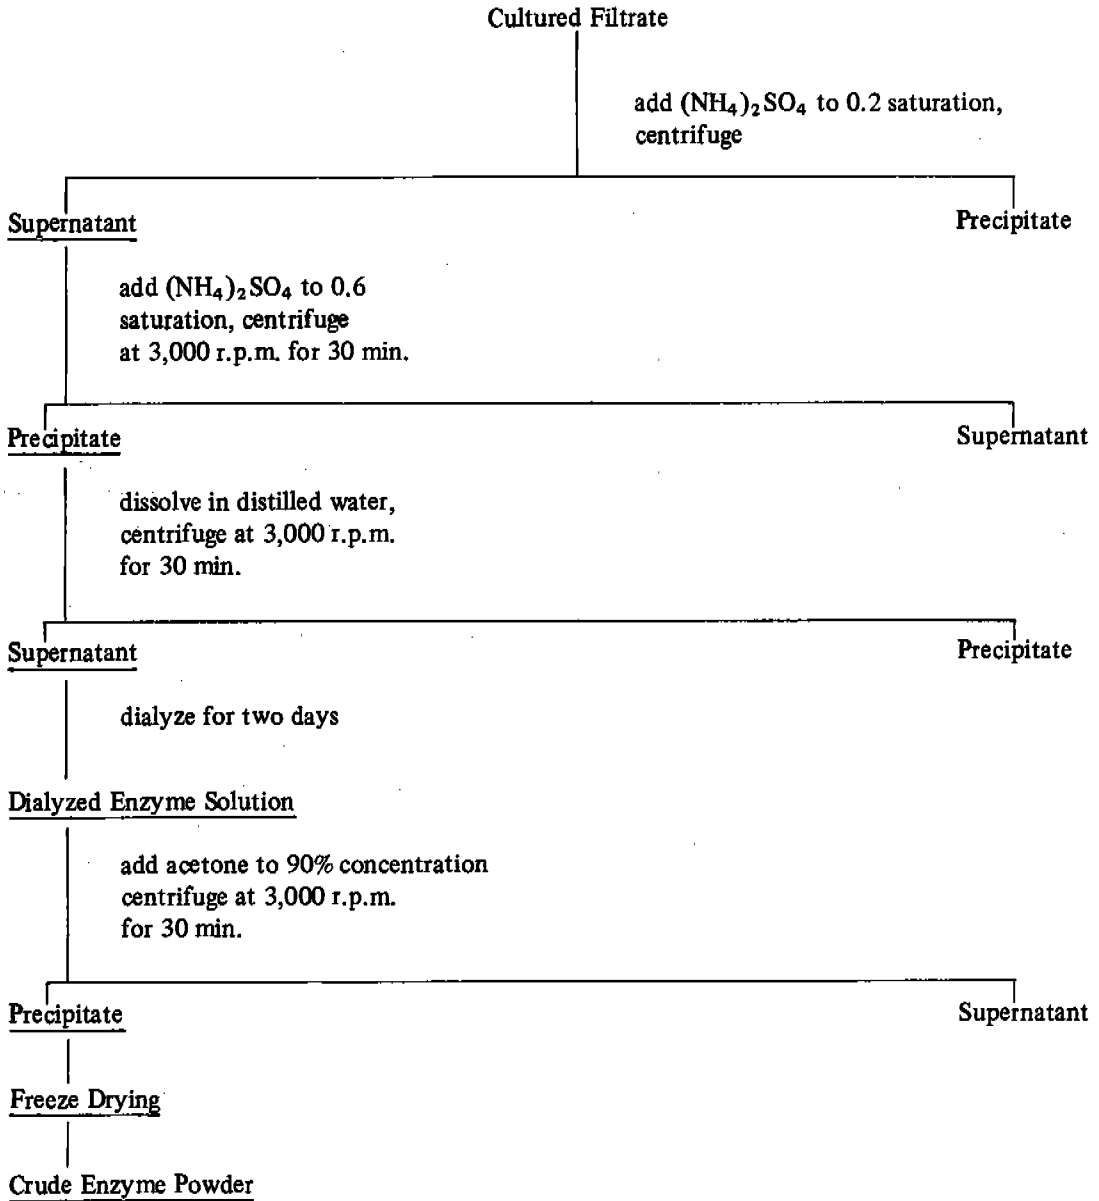 Cultured Filtrate
add (NH₄)₂SO₄ to 0.2 saturation,
centrifuge
Supernatant
Precipitate
add (NH₄)₂SO₄ to 0.6
saturation, centrifuge
at 3,000 r.p.m. for 30 min.
Precipitate
Supernatant
dissolve in distilled water,
centrifuge at 3,000 r.p.m.
for 30 min.
Supernatant
Precipitate
dialyze for two days
Dialyzed Enzyme Solution
add acetone to 90% concentration
centrifuge at 3,000 r.p.m.
for 30 min.
Precipitate
Supernatant
Freeze Drying
Crude Enzyme Powder